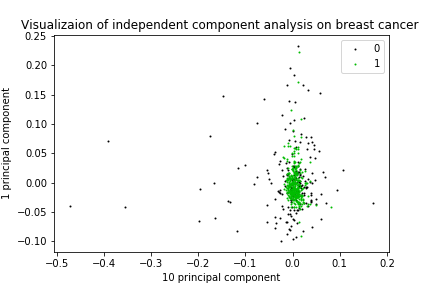 Visualizaion of independent component analysis on breast cancer
0.25
0.20
0.15
0.10
0.05
0.00
−0.05
−0.10
1 principal component
0
1
−0.5 −0.4 −0.3 −0.2 −0.1 0.0 0.1 0.2
10 principal component